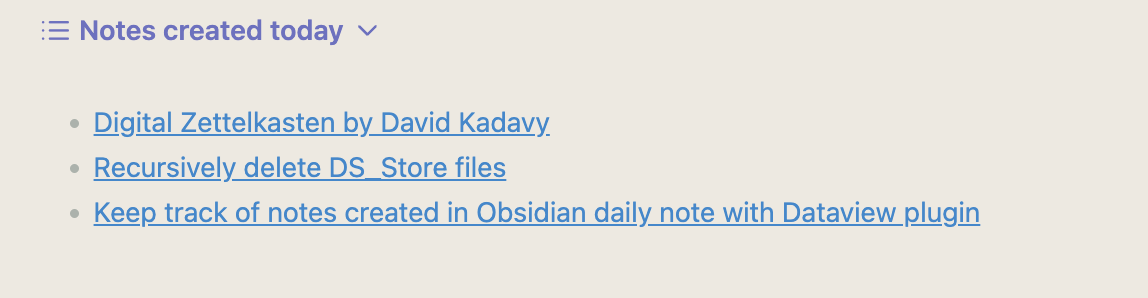 Notes created today
Digital Zettelkasten by David Kadavy
Recursively delete DS_Store files
Keep track of notes created in Obsidian daily note with Dataview plugin